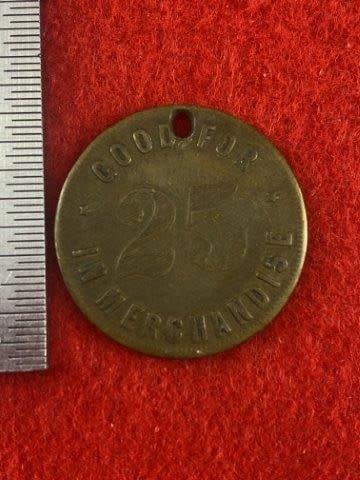 GOOD FOR
25
IN MERCHANDISE